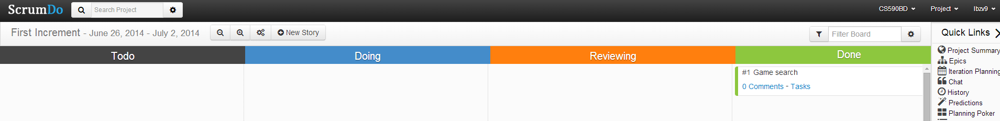 ScrumDo Search Project CS590BD Project lbzv9
First Increment - June 26, 2014 - July 2, 2014 New Story Filter Board Quick Links
Todo Doing Reviewing Done
#1 Game search
0 Comments - Tasks
Project Summary
Epics
Iteration Planning
Chat
History
Predictions
Planning Poker